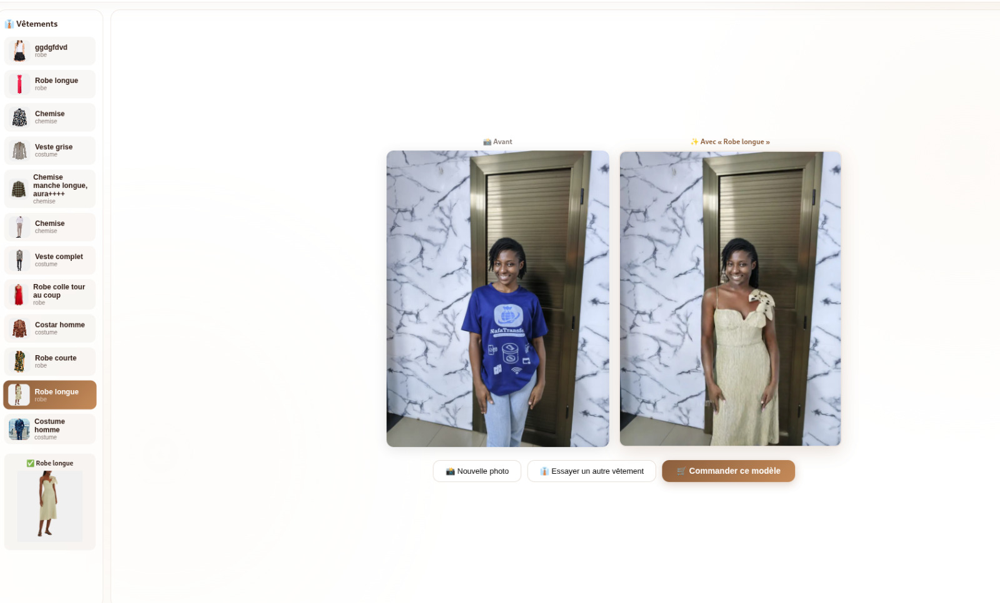 👔 Vêtements
ggdgfdvd
robe
Robe longue
robe
Chemise
chemise
Veste grise
costume
Chemise
manche longue,
aura++++
chemise
Chemise
chemise
Veste complet
costume
Robe colle tour
au coup
robe
Costar homme
costume
Robe courte
robe
Robe longue
robe
Costume
homme
costume
✅ Robe longue
📸 Avant
✨ Avec « Robe longue »
NafaTransfe
📸 Nouvelle photo
👔 Essayer un autre vêtement
🛒 Commander ce modèle